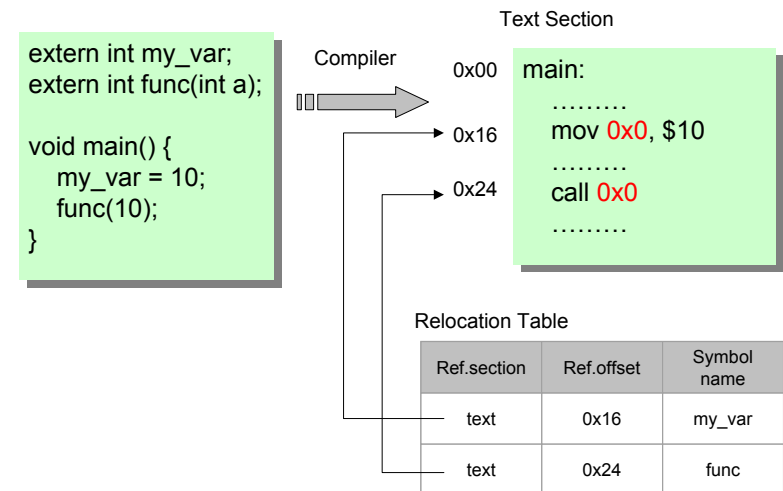 extern int my_var;
extern int func(int a);
void main() {
my_var = 10;
func(10);
}
Compiler
Text Section
0x00
main:
………
0x16
mov 0x0, $10
………
0x24
call 0x0
………
Relocation Table
Ref.section Ref.offset Symbol
name
text 0x16 my_var
text 0x24 func